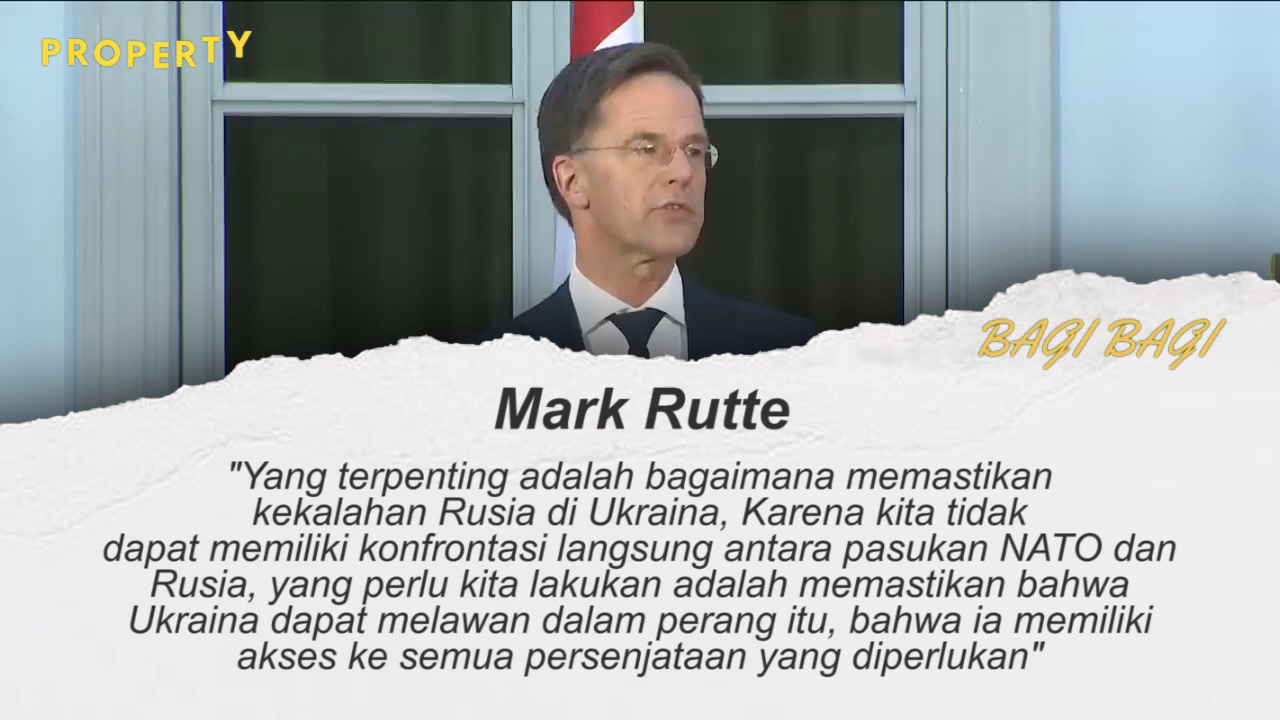 PROPERTY
BAGI BAGI
Mark Rutte
"Yang terpenting adalah bagaimana memastikan
kekalahan Rusia di Ukraina, Karena kita tidak
dapat memiliki konfrontasi langsung antara pasukan NATO dan
Rusia, yang perlu kita lakukan adalah memastikan bahwa
Ukraina dapat melawan dalam perang itu, bahwa ia memiliki
akses ke semua persenjataan yang diperlukan"